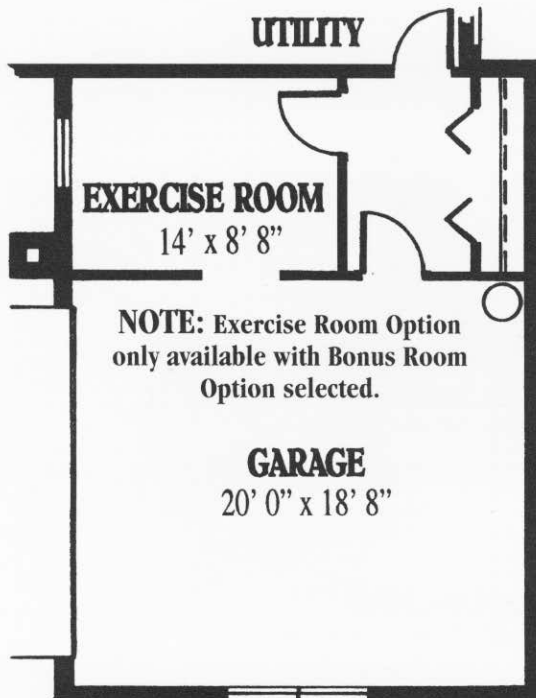 UTILITY
EXERCISE ROOM
14’ x 8’ 8”
NOTE: Exercise Room Option
only available with Bonus Room
Option selected.
GARAGE
20’ 0” x 18’ 8”